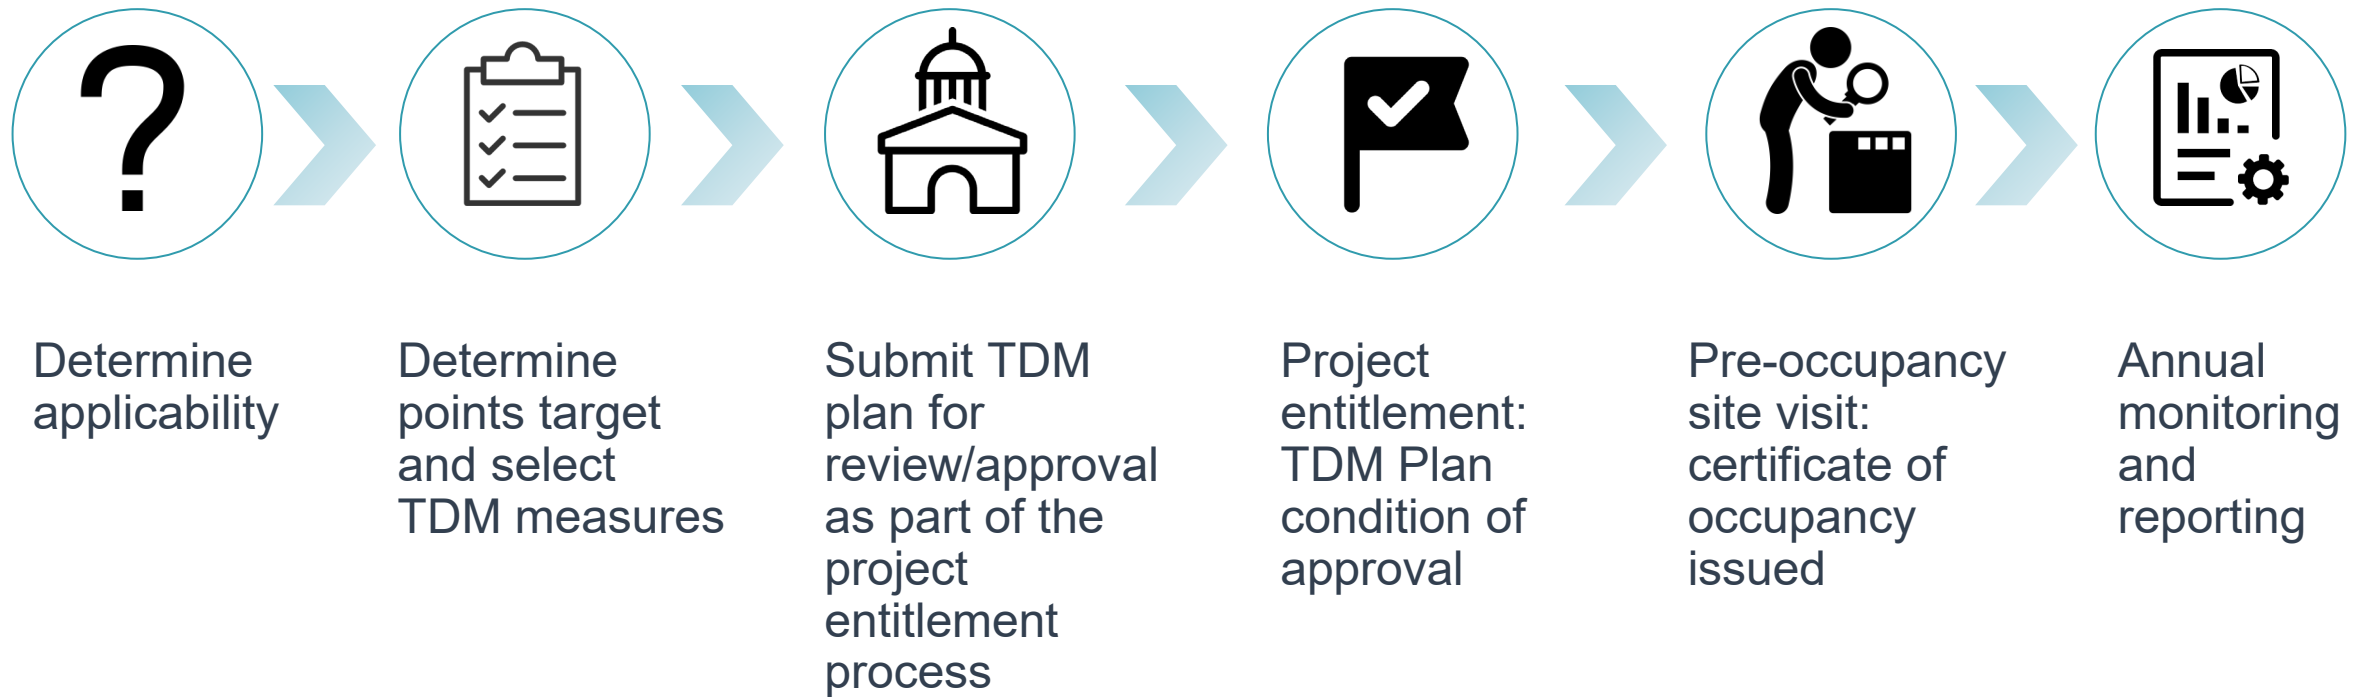 Determine
applicability
Determine
points target
and select
TDM measures
Submit TDM
plan for
review/approval
as part of the
project
entitlement
process
Project
entitlement:
TDM Plan
condition of
approval
Pre-occupancy
site visit:
certificate of
occupancy
issued
Annual
monitoring
and
reporting